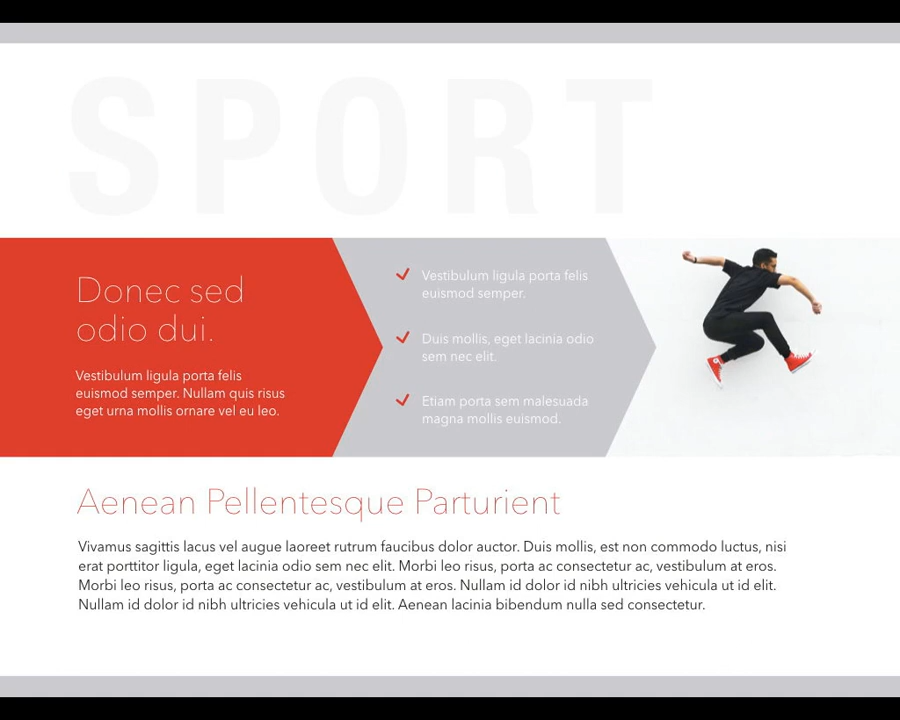 SPORT
Donec sed
odio dui.
Vestibulum ligula porta felis
euismod semper. Nullam quis risus
eget urna mollis ornare vel eu leo.
Vestibulum ligula porta felis
euismod semper.
Duis mollis, eget lacinia odio
sem nec elit.
Etiam porta sem malesuada
magna mollis euismod.
Aenean Pellentesque Parturient
Vivamus sagittis lacus vel augue laoreet rutrum faucibus dolor auctor. Duis mollis, est non commodo luctus, nisi
erat porttitor ligula, eget lacinia odio sem nec elit. Morbi leo risus, porta ac consectetur ac, vestibulum at eros.
Morbi leo risus, porta ac consectetur ac, vestibulum at eros. Nullam id dolor id nibh ultricies vehicula ut id elit.
Nullam id dolor id nibh ultricies vehicula ut id elit. Aenean lacinia bibendum nulla sed consectetur.